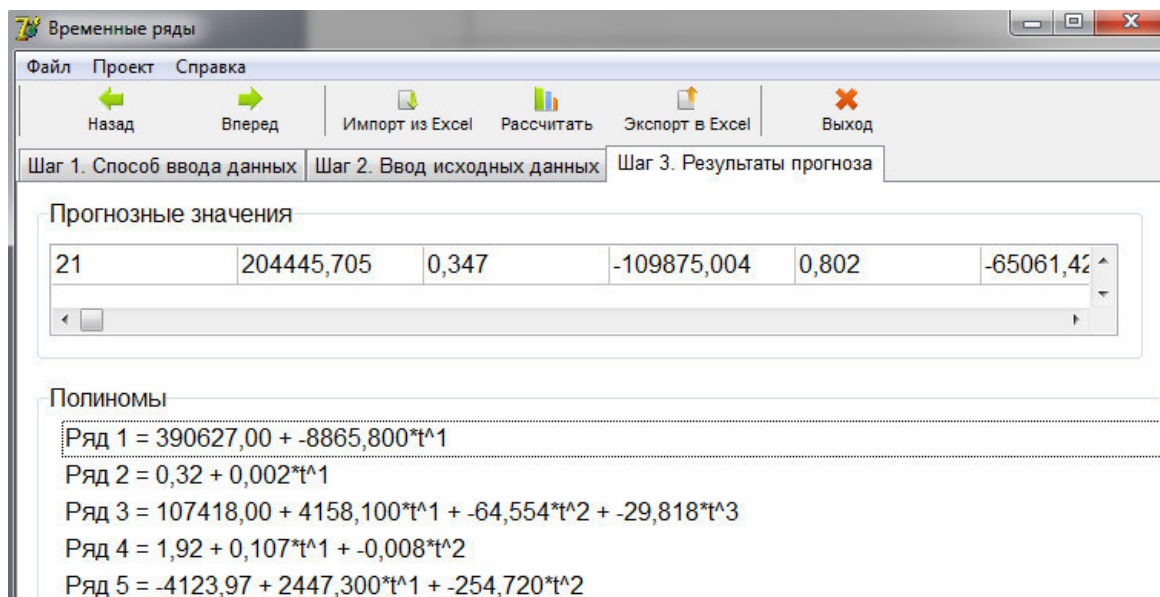 Временные ряды
Файл Проект Справка
Назад Вперед Импорт из Excel Рассчитать Экспорт в Excel Выход
Шаг 1. Способ ввода данных Шаг 2. Ввод исходных данных Шаг 3. Результаты прогноза
Прогнозные значения
21 204445,705 0,347 -109875,004 0,802 -65061,42
Полиномы
Ряд 1 = 390627,00 + -8865,800*t^1
Ряд 2 = 0,32 + 0,002*t^1
Ряд 3 = 107418,00 + 4158,100*t^1 + -64,554*t^2 + -29,818*t^3
Ряд 4 = 1,92 + 0,107*t^1 + -0,008*t^2
Ряд 5 = -4123,97 + 2447,300*t^1 + -254,720*t^2